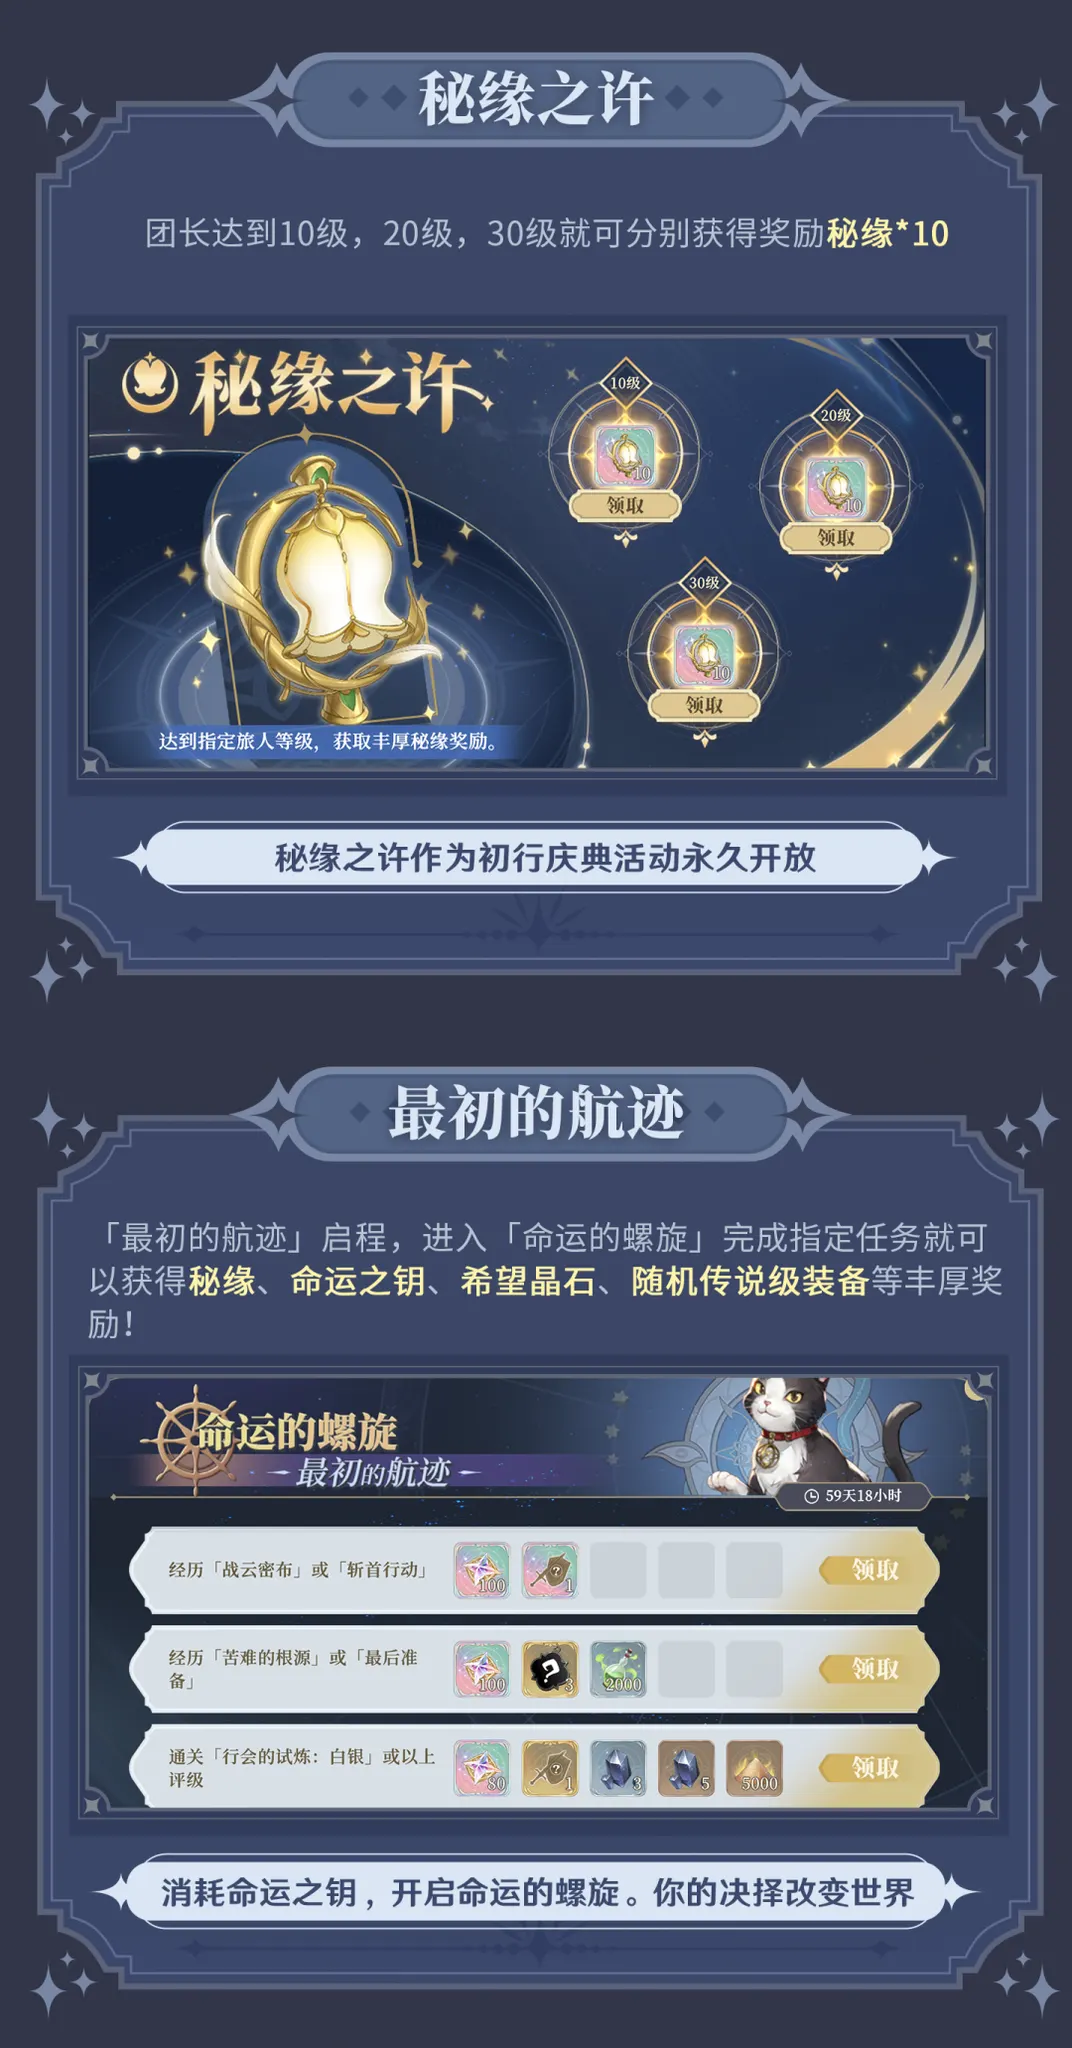 秘缘之许
团长达到10级，20级，30级就可分别获得奖励秘缘*10
秘缘之许
10级
10
领取
20级
10
领取
30级
10
领取
达到指定旅人等级，获取丰厚秘缘奖励。
秘缘之许作为初行庆典活动永久开放
最初的航迹
「最初的航迹」启程，进入「命运的螺旋」完成指定任务就可
以获得秘缘、命运之钥、希望晶石、随机传说级装备等丰厚奖
励！
命运的螺旋
最初的航迹
59天18小时
经历「战云密布」或「斩首行动」
100
?
1
领取
经历「苦难的根源」或「最后准
备」
100
?
3
2000
领取
通关「行会的试炼：白银」或以上
评级
80
?
1
3
5
5000
领取
消耗命运之钥，开启命运的螺旋。你的决择改变世界